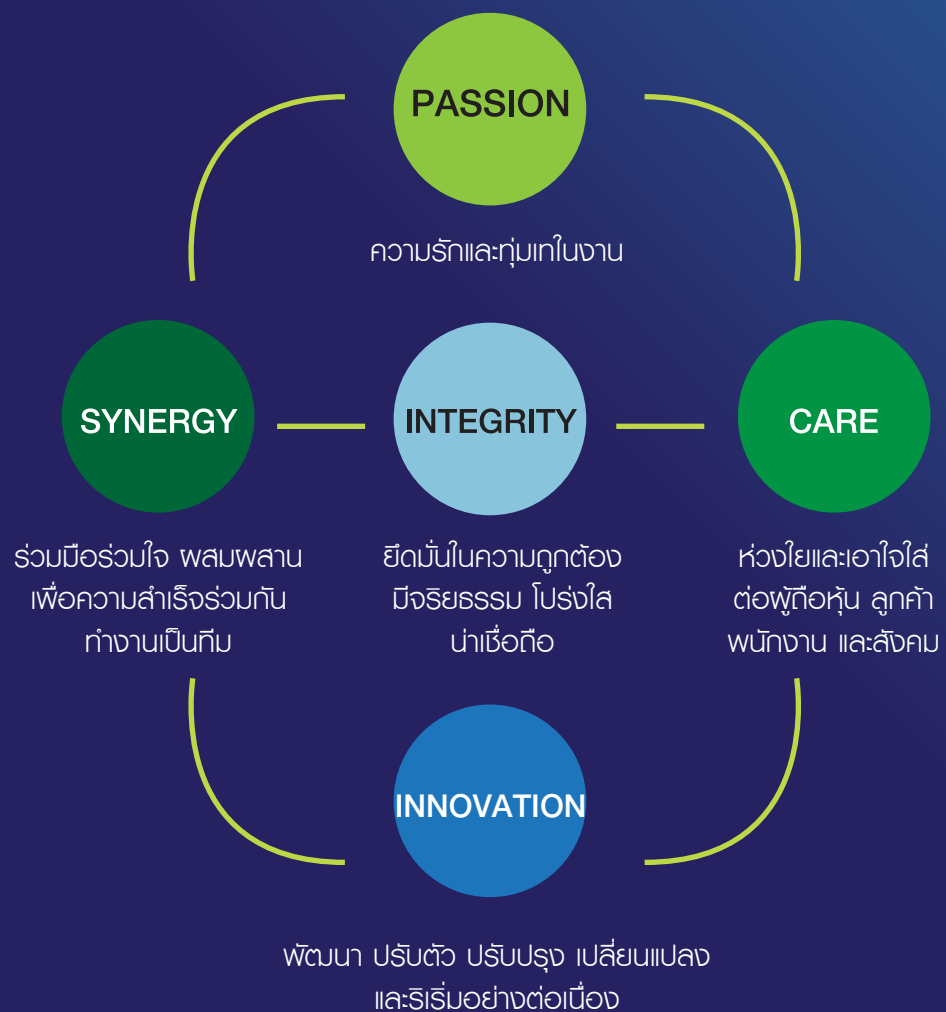 PASSION
ความรักและทุ่มเทในงาน
SYNERGY
ร่วมมือร่วมใจ ผสมผสาน
เพื่อความสำเร็จร่วมกัน
ทำงานเป็นทีม
INTEGRITY
ยึดมั่นในความถูกต้อง
มีจริยธรรม โปร่งใส
น่าเชื่อถือ
CARE
ห่วงใยและเอาใจใส่
ต่อผู้ถือหุ้น ลูกค้า
พนักงาน และสังคม
INNOVATION
พัฒนา ปรับตัว ปรับปรุง เปลี่ยนแปลง
และริเริ่มอย่างต่อเนื่อง